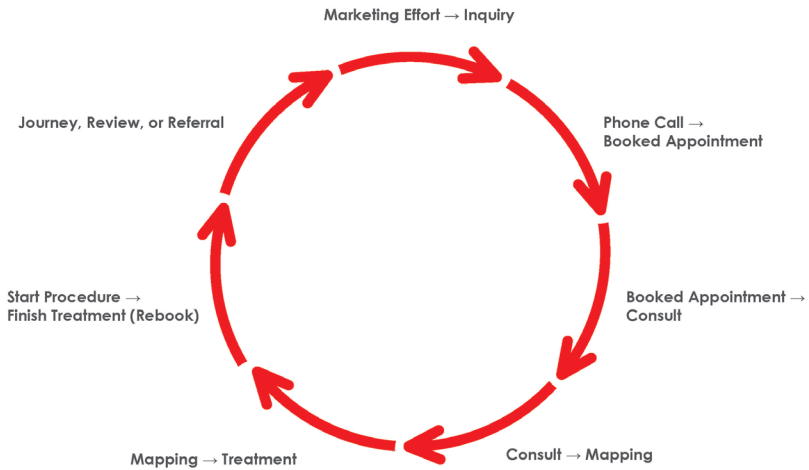 Marketing Effort → Inquiry
Phone Call →
Booked Appointment
Booked Appointment →
Consult
Consult → Mapping
Mapping → Treatment
Start Procedure →
Finish Treatment (Rebook)
Journey, Review, or Referral